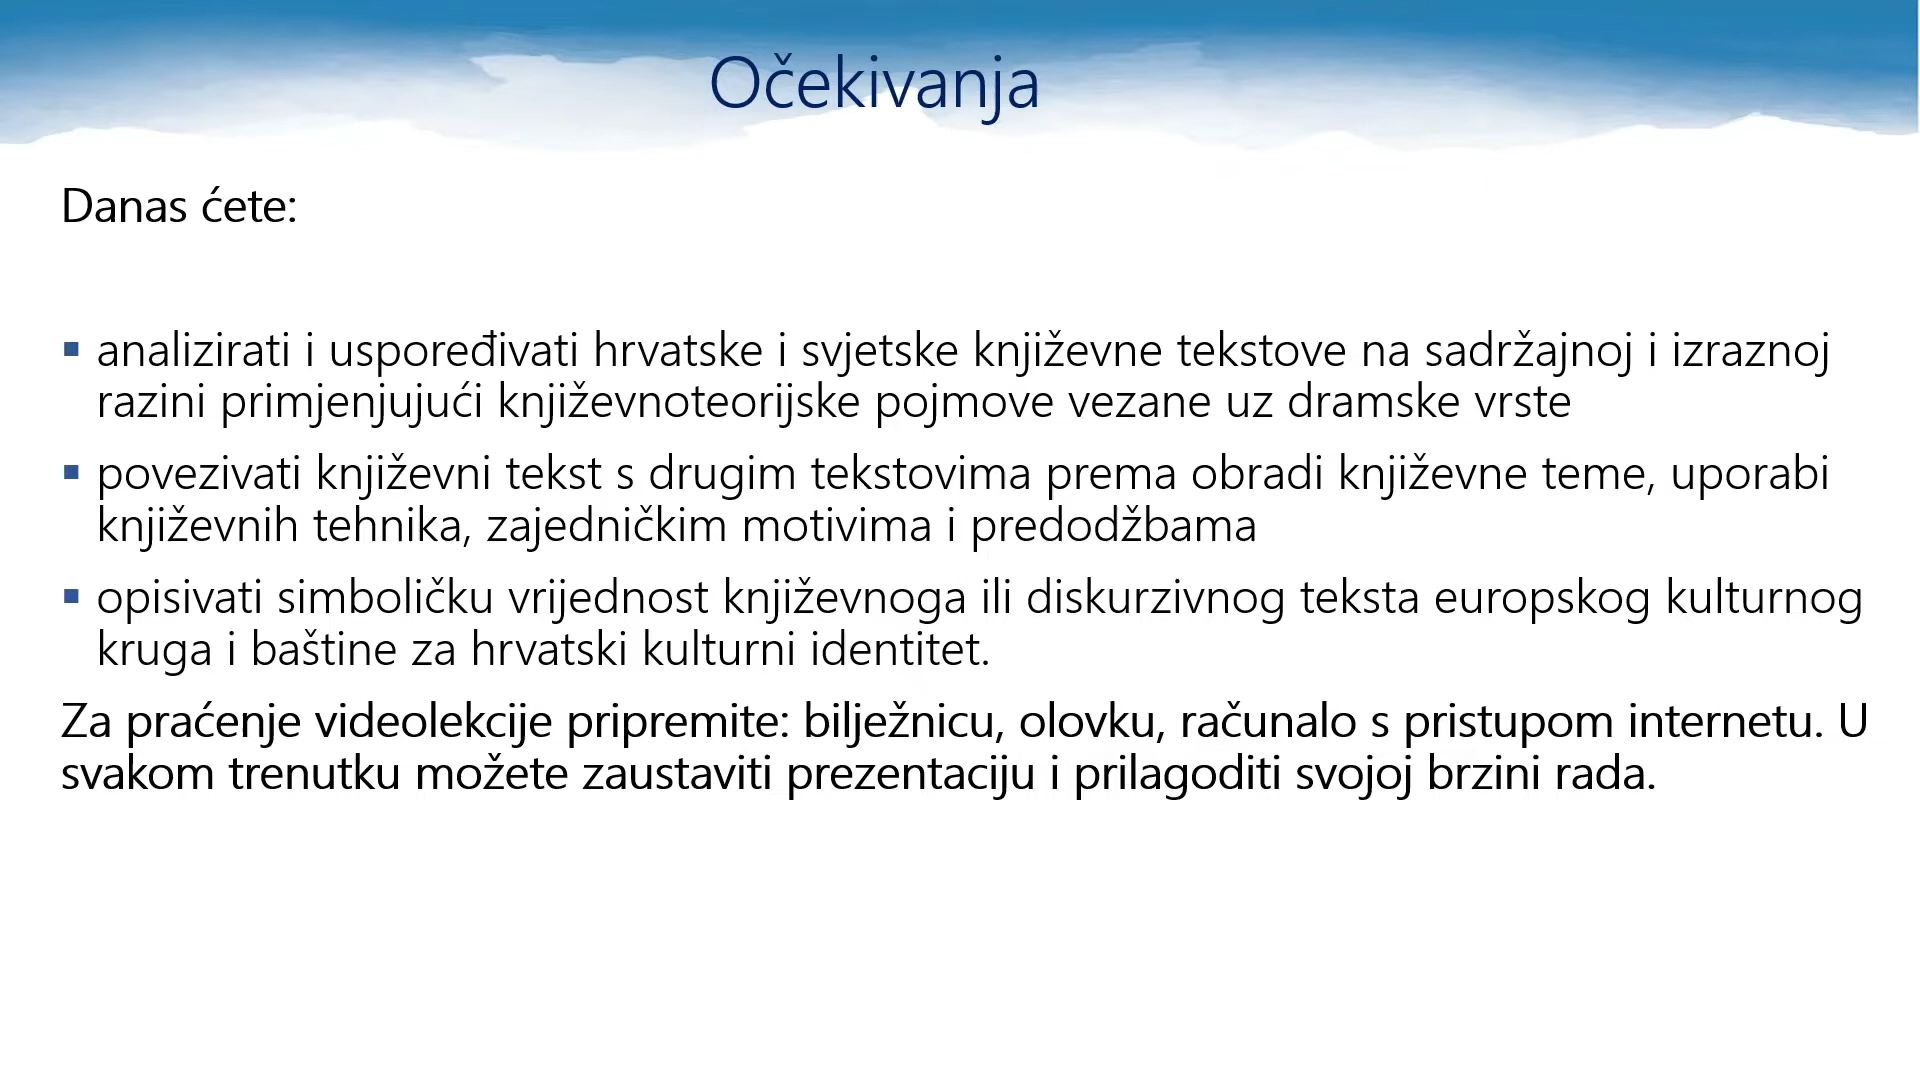 Očekivanja
Danas ćete:
▪ analizirati i uspoređivati hrvatske i svjetske književne tekstove na sadržajnoj i izraznoj
razini primjenjujući književnoteorijske pojmove vezane uz dramske vrste
▪ povezivati književni tekst s drugim tekstovima prema obradi književne teme, uporabi
književnih tehnika, zajedničkim motivima i predodžbama
▪ opisivati simboličku vrijednost književnoga ili diskurzivnog teksta europskog kulturnog
kruga i baštine za hrvatski kulturni identitet.
Za praćenje videolekcije pripremite: bilježnicu, olovku, računalo s pristupom internetu. U
svakom trenutku možete zaustaviti prezentaciju i prilagoditi svojoj brzini rada.